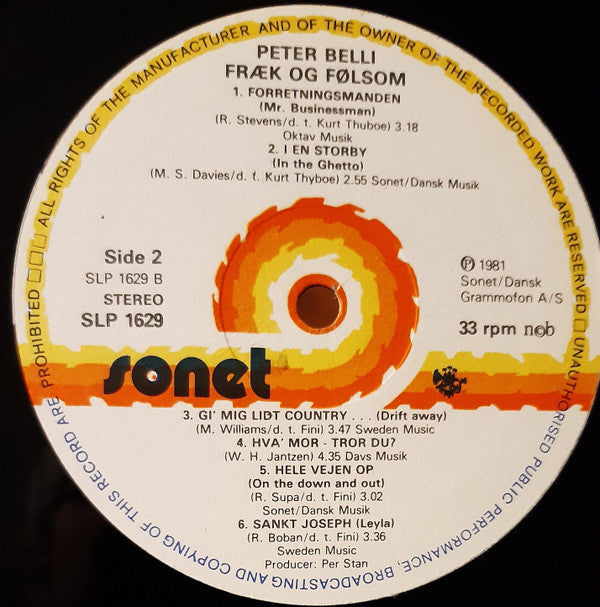 ALL RIGHTS OF THE MANUFACTURER AND OF THE OWNER OF THE RECORDED WORK ARE RESERVED □ UNAUTHORISED PUBLIC PERFORMANCE, BROADCASTING AND COPYING OF THIS RECORD ARE PROHIBITED □□□
PETER BELLI
FRÆK OG FØLSOM
1. FORRETNINGSMANDEN
(Mr. Businessman)
(R. Stevens/d. t. Kurt Thuboe) 3.18
Oktav Musik
2. I EN STORBY
(In the Ghetto)
(M. S. Davies/d. t. Kurt Thyboe) 2.55 Sonet/Dansk Musik
Side 2
SLP 1629 B
STEREO
SLP 1629
℗ 1981
Sonet/Dansk
Grammofon A/S
33 rpm ncb
sonet
3. GI' MIG LIDT COUNTRY . . . (Drift away)
(M. Williams/d. t. Fini) 3.47 Sweden Music
4. HVA' MOR - TROR DU?
(W. H. Jantzen) 4.35 Davs Musik
5. HELE VEJEN OP
(On the down and out)
(R. Supa/d. t. Fini) 3.02
Sonet/Dansk Musik
6. SANKT JOSEPH (Leyla)
(R. Boban/d. t. Fini) 3.36
Sweden Music
Producer: Per Stan